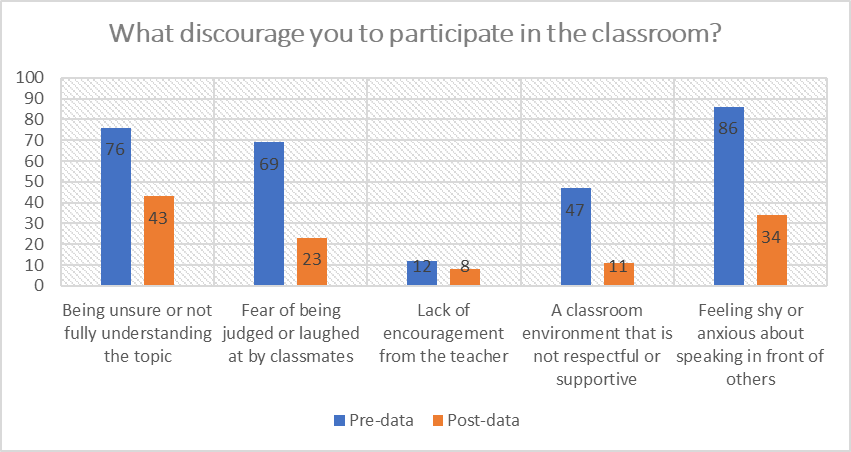 What discourage you to participate in the classroom?
100
90
80
70
60
50
40
30
20
10
0
76
43
69
23
12
8
47
11
86
34
Being unsure or not
fully understanding
the topic
Fear of being
judged or laughed
at by classmates
Lack of
encouragement
from the teacher
A classroom
environment that is
not respectful or
supportive
Feeling shy or
anxious about
speaking in front of
others
Pre-data
Post-data